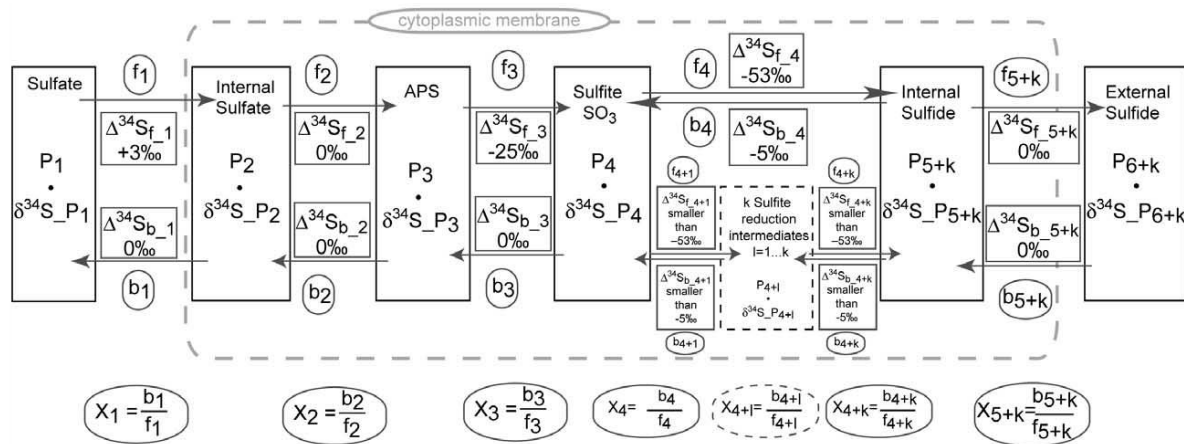 cytoplasmic membrane
Sulfate
P1
•
δ34S_P1
f1
Δ34Sf_1
+3‰
Δ34Sb_1
0‰
b1
Internal
Sulfate
P2
•
δ34S_P2
f2
Δ34Sf_2
0‰
Δ34Sb_2
0‰
b2
APS
P3
•
δ34S_P3
f3
Δ34Sf_3
-25‰
Δ34Sb_3
0‰
b3
Sulfite
SO3
P4
•
δ34S_P4
f4
Δ34Sf_4
-53‰
b4
Δ34Sb_4
-5‰
f4+1
Δ34Sf_4+1
smaller
than
–53‰
Δ34Sb_4+1
smaller
than
-5‰
b4+1
k Sulfite
reduction
intermediates
l=1...k
P4+l
•
δ34S_P4+l
f4+k
Δ34Sf_4+k
smaller
than
–53‰
Δ34Sb_4+k
smaller
than
-5‰
b4+k
Internal
Sulfide
P5+k
•
δ34S_P5+k
f5+k
Δ34Sf_5+k
0‰
Δ34Sb_5+k
0‰
b5+k
External
Sulfide
P6+k
•
δ34S_P6+k
X1 = b1/f1
X2 = b2/f2
X3 = b3/f3
X4= b4/f4
X4+l= b4+l/f4+l
X4+k= b4+k/f4+k
X5+k= b5+k/f5+k